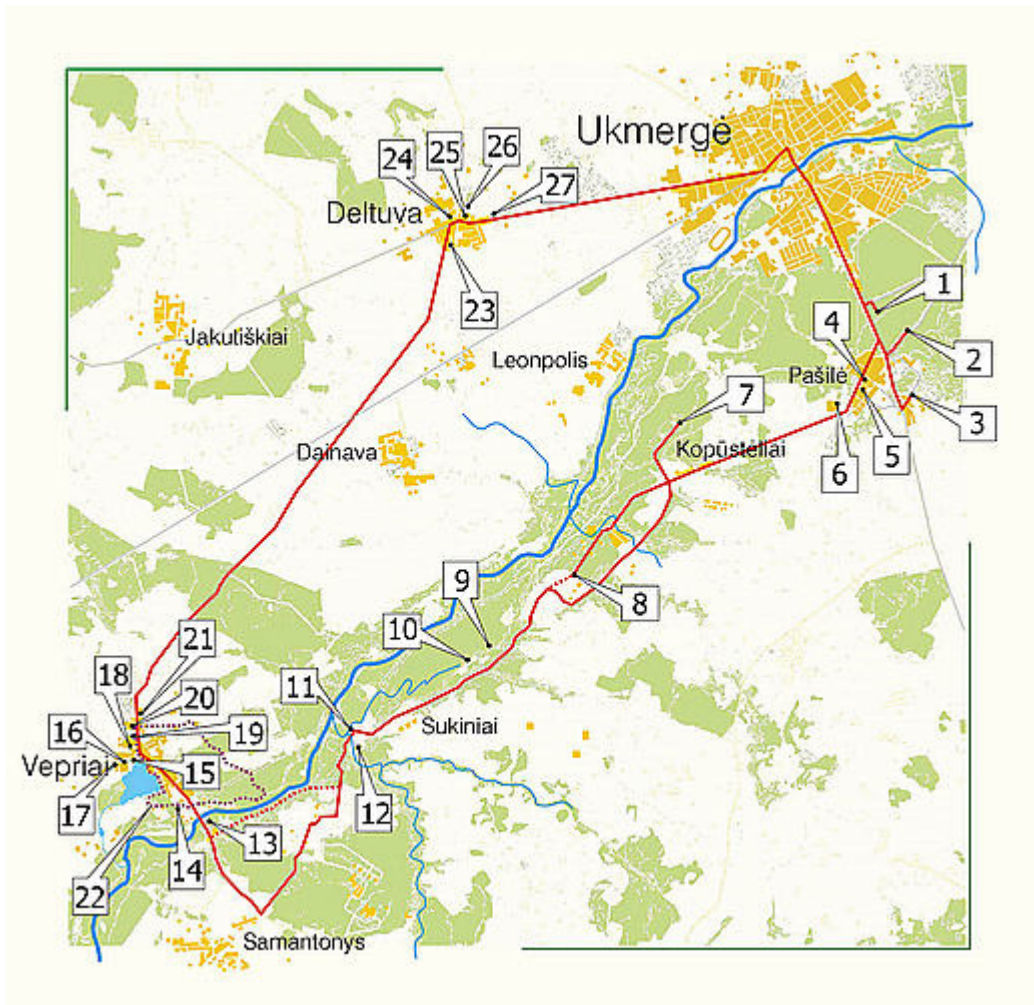 Ukmergė
26
25
24
27
Deltuva
23
1
4
2
Jakutiškiai
Leonpolis
Pašilė
7
3
5
6
Kopūstėliai
Dainava
9
8
10
21
18
20
11
16
19
Sukiniai
Vepriai
15
12
17
13
14
22
Samantonys